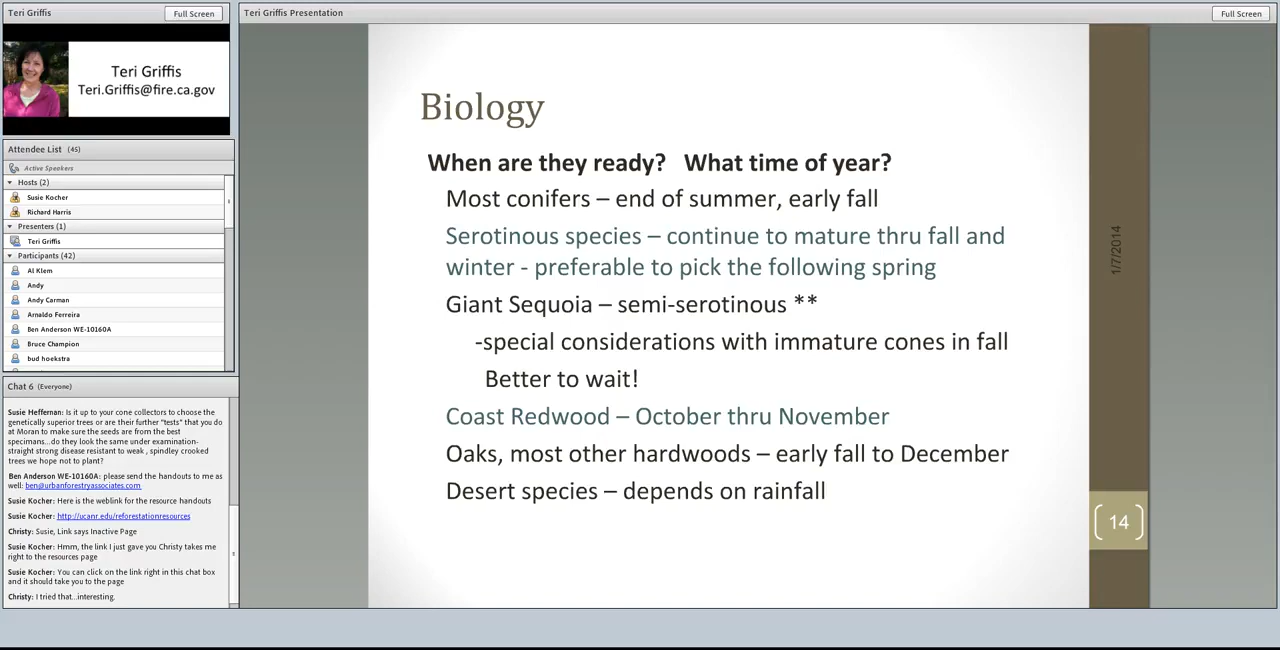 Teri Griffis
Full Screen
Teri Griffis
Teri.Griffis@fire.ca.gov
Attendee List (45)
Active Speakers
Hosts (2)
Susie Kocher
Richard Harris
Presenters (1)
Teri Griffis
Participants (42)
Al Klem
Andy
Andy Carman
Arnaldo Ferreira
Ben Anderson WE-10160A
Bruce Champion
bud hoekstra
Chat 6 (Everyone)
Susie Heffernan: Is it up to your cone collectors to choose the
genetically superior trees or are their further "tests" that you do
at Moran to make sure the seeds are from the best
specimans...do they look the same under examination-
straight strong disease resistant to weak , spindley crooked
trees we hope not to plant?
Ben Anderson WE-10160A: please send the handouts to me as
well: ben@urbanforestryassociates.com
Susie Kocher: Here is the weblink for the resource handouts
Susie Kocher: http://ucanr.edu/reforestationresources
Christy: Susie, Link says Inactive Page
Susie Kocher: Hmm, the link I just gave you Christy takes me
right to the resources page
Susie Kocher: You can click on the link right in this chat box
and it should take you to the page
Christy: I tried that...interesting.
Teri Griffis Presentation
Full Screen
Biology
When are they ready? What time of year?
Most conifers – end of summer, early fall
Serotinous species – continue to mature thru fall and
winter - preferable to pick the following spring
Giant Sequoia – semi-serotinous **
-special considerations with immature cones in fall
Better to wait!
Coast Redwood – October thru November
Oaks, most other hardwoods – early fall to December
Desert species – depends on rainfall
1/7/2014
14